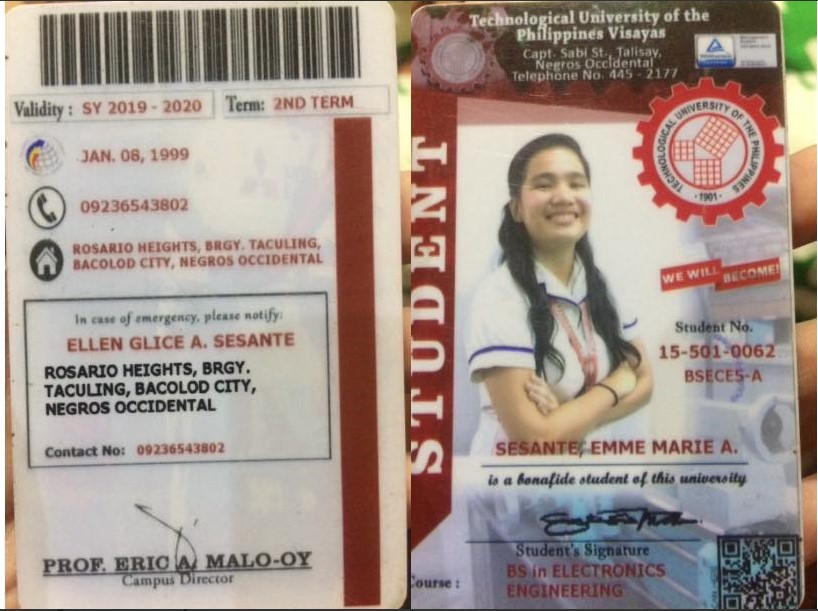 Validity : SY 2019 - 2020 Term: 2ND TERM
JAN. 08, 1999
09236543802
ROSARIO HEIGHTS, BRGY. TACULING,
BACOLOD CITY, NEGROS OCCIDENTAL
In case of emergency, please notify:
ELLEN GLICE A. SESANTE
ROSARIO HEIGHTS, BRGY.
TACULING, BACOLOD CITY,
NEGROS OCCIDENTAL
Contact No: 09236543802
PROF. ERIC A. MALO-OY
Campus Director
Technological University of the
Philippines Visayas
Capt. Sabi St., Talisay,
Negros Occidental
Telephone No. 445 - 2177
TECHNOLOGICAL UNIVERSITY OF THE PHILIPPINES
· 1901 ·
STUDENT
WE WILL BECOME!
Student No.
15-501-0062
BSECE5-A
SESANTE, EMME MARIE A.
is a bonafide student of this university
Student's Signature
Course : BS in ELECTRONICS
ENGINEERING